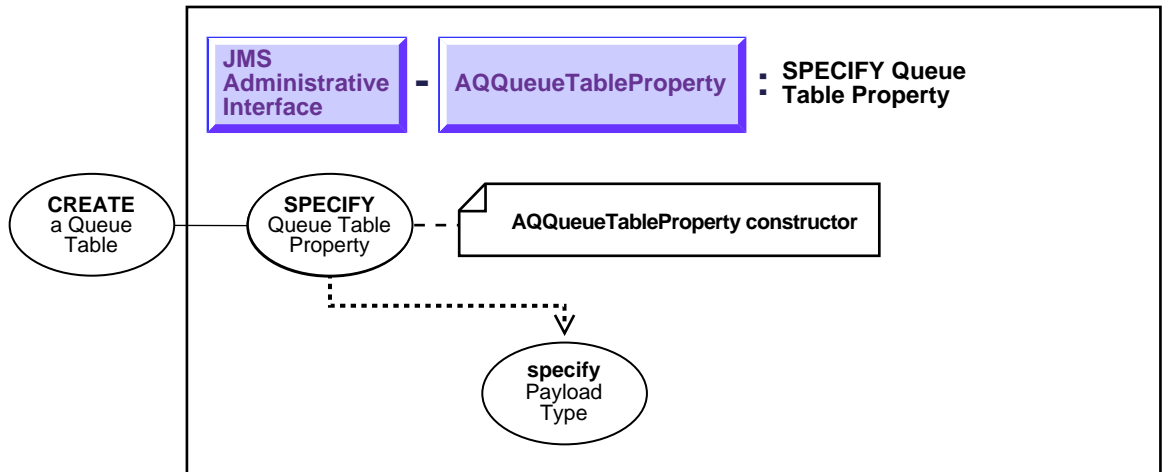 JMS
Administrative
Interface
-
AQQueueTableProperty
:
SPECIFY Queue
Table Property
CREATE
a Queue
Table
SPECIFY
Queue Table
Property
AQQueueTableProperty constructor
specify
Payload
Type